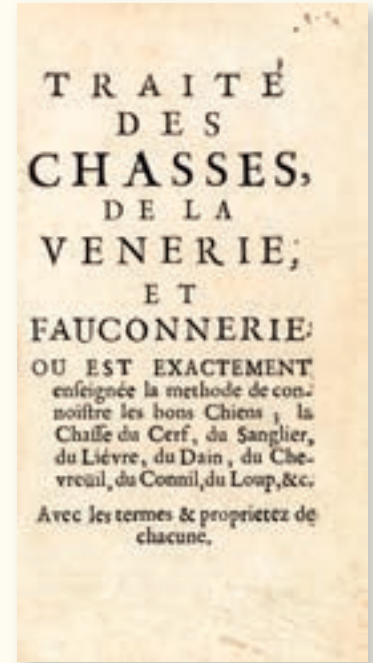 TRAITÉ
DES
CHASSES,
DE LA
VENERIE,
ET
FAUCONNERIE:
OU EST EXACTEMENT
enſeignée la methode de con-
noiſtre les bons Chiens, la
Chaſſe du Cerf, du Sanglier,
du Liévre, du Dain, du Che-
vreüil, du Connil, du Loup, &c.
Avec les termes & proprietez de
chacune.